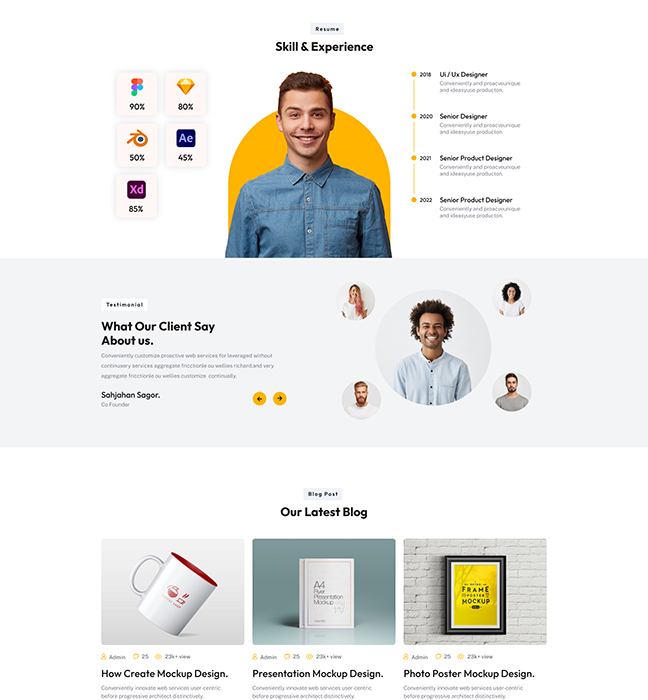 Resume
Skill & Experience
90%
80%
50%
Ae
45%
Xd
85%
2018 Ui / Ux Designer
Conveniently and proacveunique
and ideasyuse producton.
2020 Senior Designer
Conveniently and proacveunique
and ideasyuse producton.
2021 Senior Product Designer
Conveniently and proacveunique
and ideasyuse producton.
2022 Senior Product Designer
Conveniently and proacveunique
and ideasyuse producton.
Testimonial
What Our Client Say
About us.
Conveniently customize proactive web services for leveraged without
continuesery services aggregate fricctionle ou wellies richard.and very
aggregate fricctionle ou wellies customize continually.
Sohjahan Sagor.
Co Founder
Blog Post
Our Latest Blog
A4
Flyer
Presentation
Mockup
FRAME
POSTER
MOCKUP
Admin 25 23k+ view
Admin 25 23k+ view
Admin 25 23k+ view
How Create Mockup Design.
Presentation Mockup Design.
Photo Poster Mockup Design.
Conveniently innovate web services user-centric
before progressive architect distinctively.
Conveniently innovate web services user-centric
before progressive architect distinctively.
Conveniently innovate web services user-centric
before progressive architect distinctively.